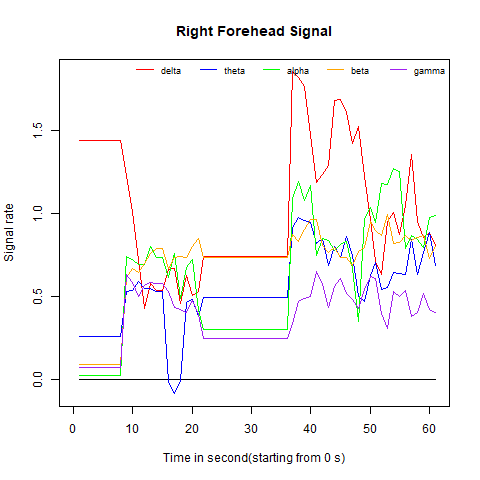 Right Forehead Signal
delta theta alpha beta gamma
Signal rate
0.0 0.5 1.0 1.5
0 10 20 30 40 50 60
Time in second(starting from 0 s)